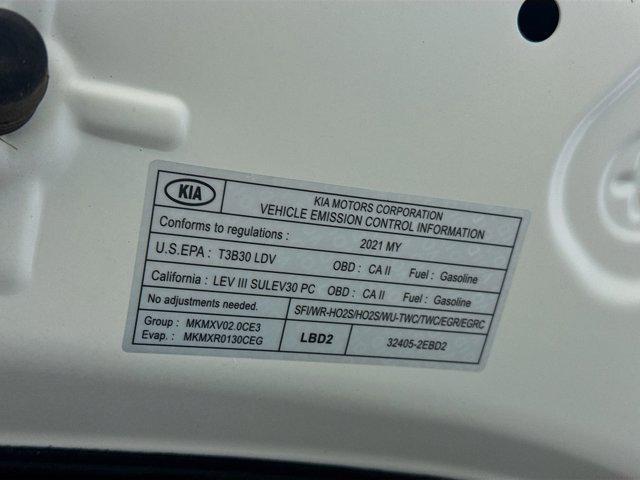 KIA
KIA MOTORS CORPORATION
VEHICLE EMISSION CONTROL INFORMATION
Conforms to regulations : 2021 MY
U.S.EPA : T3B30 LDV OBD : CA II Fuel : Gasoline
California : LEV III SULEV30 PC OBD : CA II Fuel : Gasoline
No adjustments needed. SFI/WR-HO2S/HO2S/WU-TWC/TWC/EGR/EGRC
Group : MKMXV02.0CE3
Evap. : MKMXR0130CEG
LBD2
32405-2EBD2